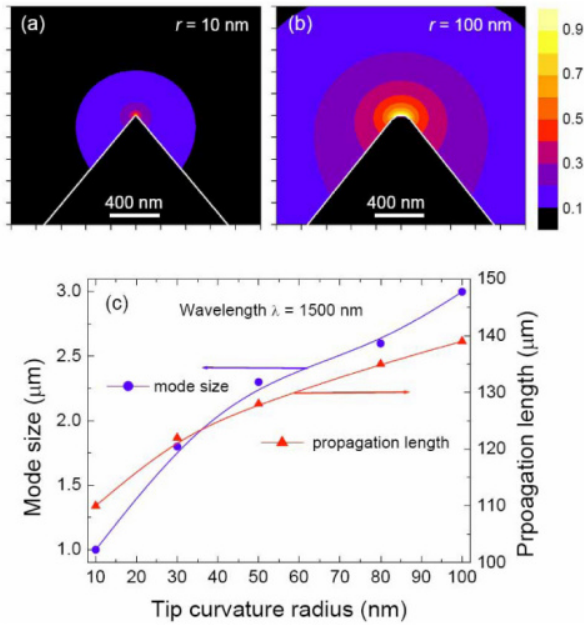 (a) r = 10 nm
400 nm
(b) r = 100 nm
400 nm
0.9
0.7
0.5
0.3
0.1
(c)
Wavelength λ = 1500 nm
mode size
propagation length
Mode size (μm)
3.0
2.5
2.0
1.5
1.0
Prpoagation length (μm)
150
140
130
120
110
100
10 20 30 40 50 60 70 80 90 100
Tip curvature radius (nm)